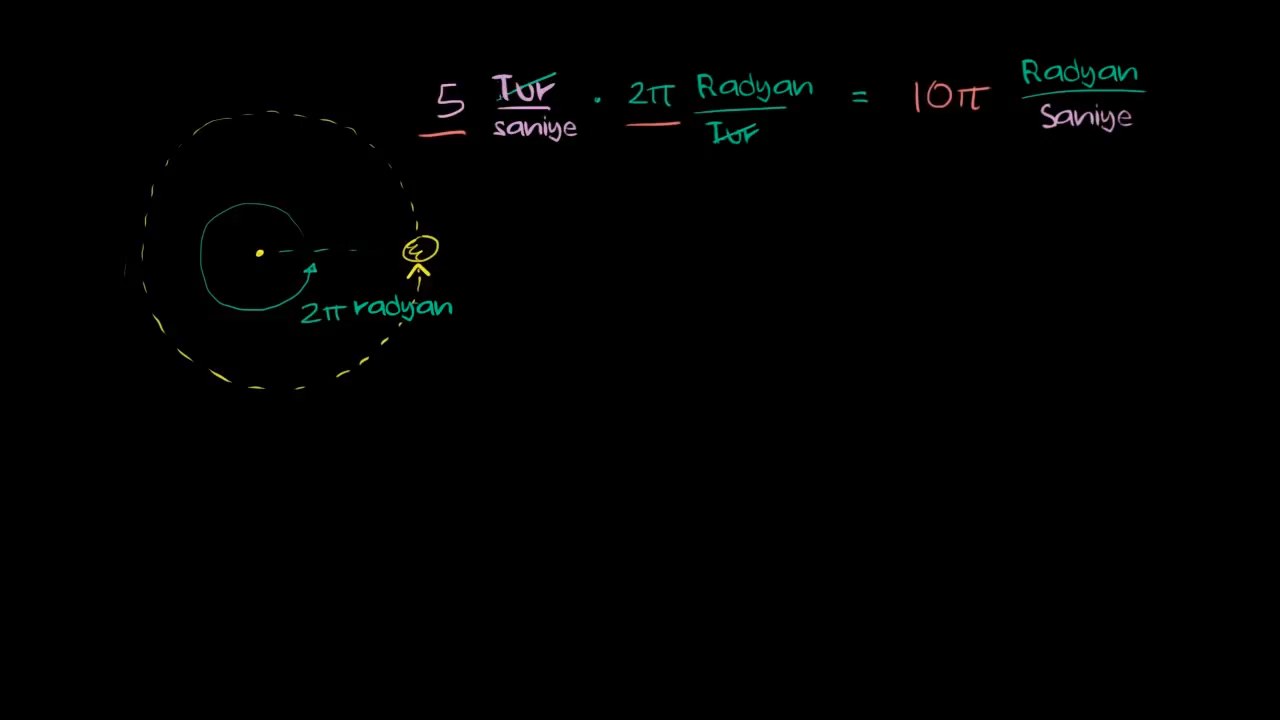 5 Tur/saniye · 2π Radyan/Tur = 10π Radyan/Saniye
2π radyan